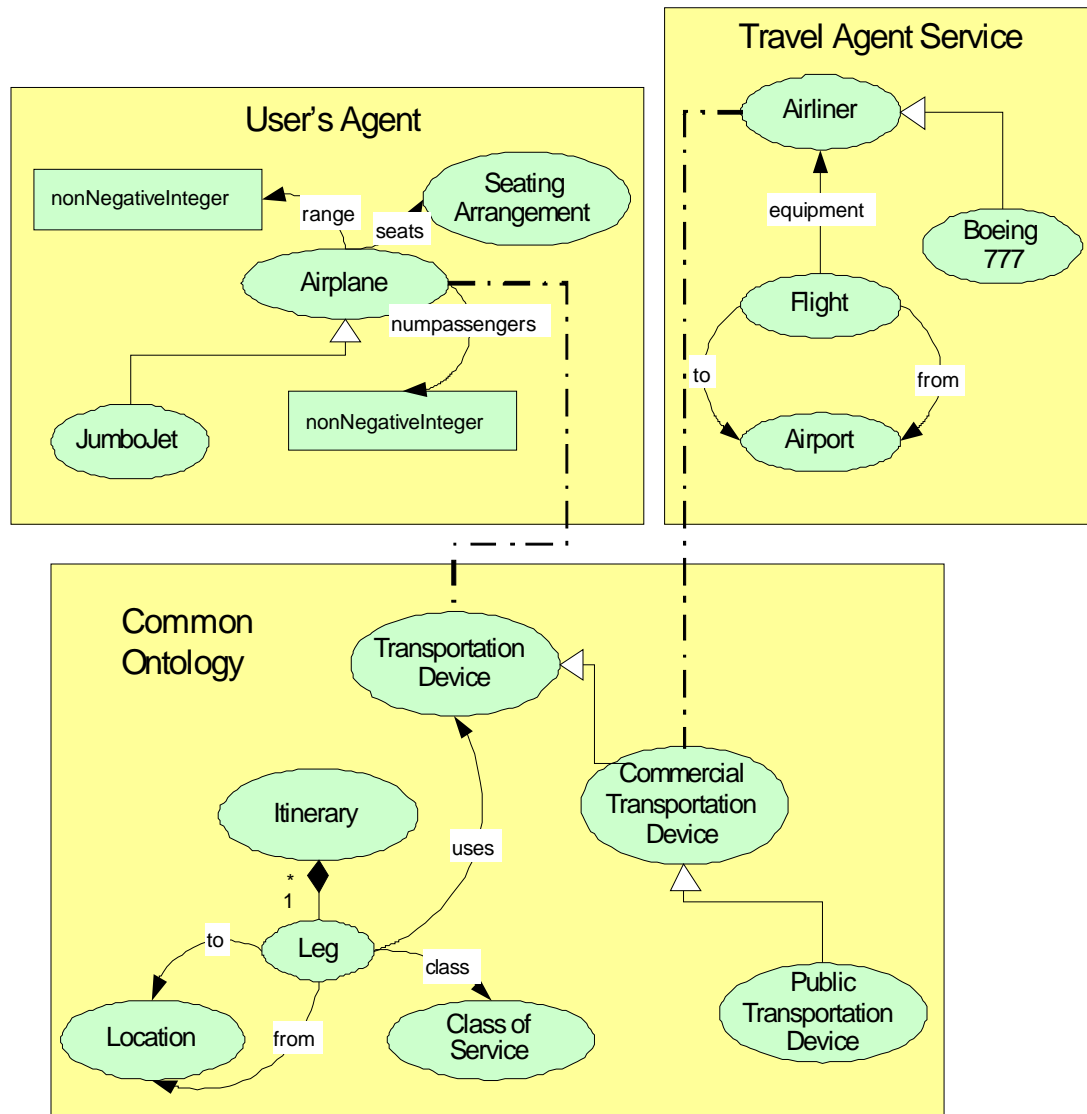 Travel Agent Service
Airliner
equipment
Boeing
777
Flight
to
from
Airport
User's Agent
nonNegativeInteger
Seating
Arrangement
range
seats
Airplane
numpassengers
nonNegativeInteger
JumboJet
Common
Ontology
Transportation
Device
Commercial
Transportation
Device
Itinerary
uses
*
1
to
Leg
class
Location
from
Class of
Service
Public
Transportation
Device